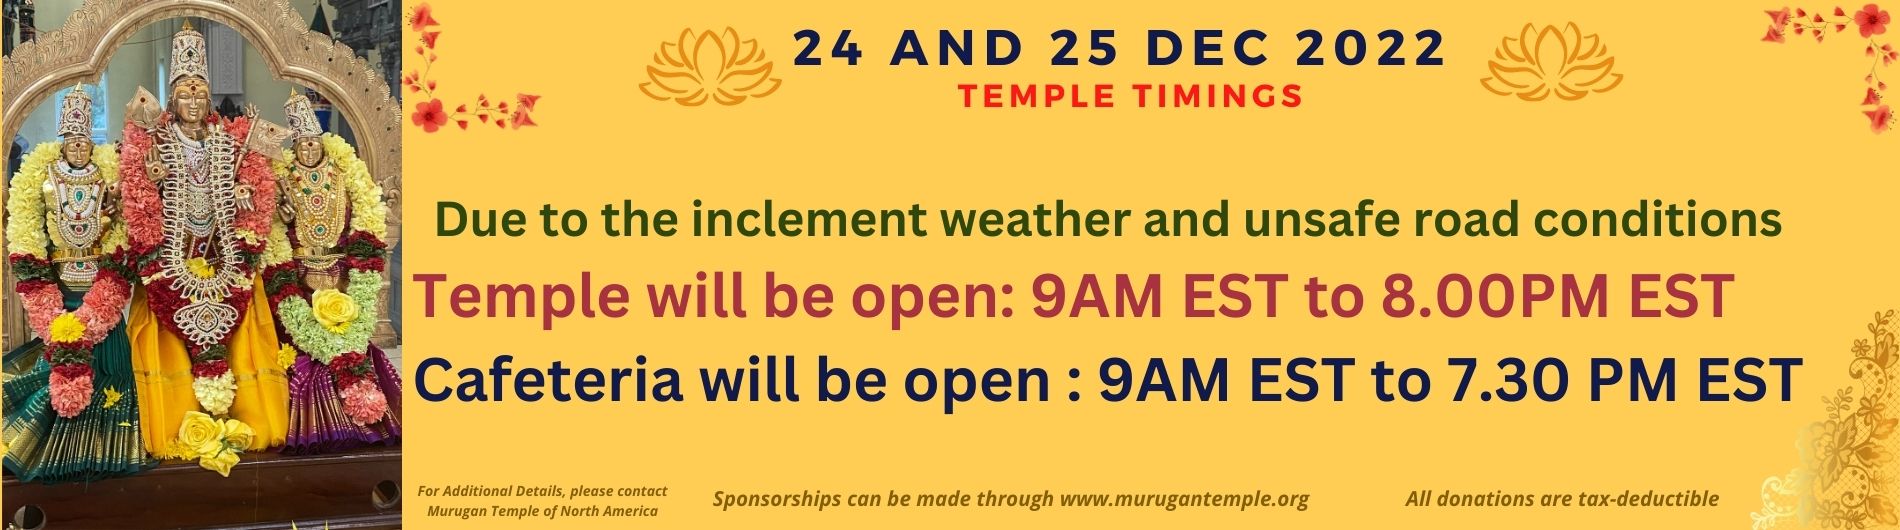 24 AND 25 DEC 2022
TEMPLE TIMINGS
Due to the inclement weather and unsafe road conditions
Temple will be open: 9AM EST to 8.00PM EST
Cafeteria will be open : 9AM EST to 7.30 PM EST
For Additional Details, please contact
Murugan Temple of North America
Sponsorships can be made through www.murugantemple.org
All donations are tax-deductible